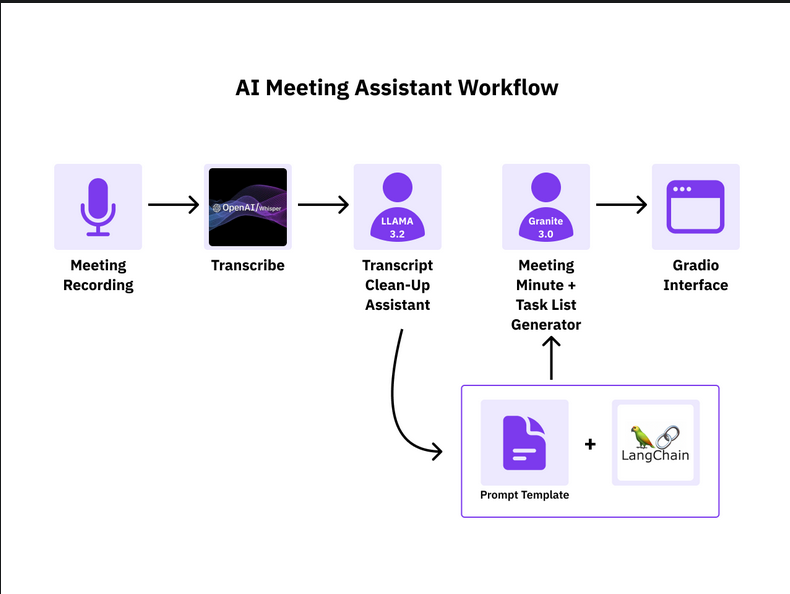 AI Meeting Assistant Workflow
OpenAI/Whisper
LLAMA
3.2
Granite
3.0
Meeting
Recording
Transcribe
Transcript
Clean-Up
Assistant
Meeting
Minute +
Task List
Generator
Gradio
Interface
+
LangChain
Prompt Template